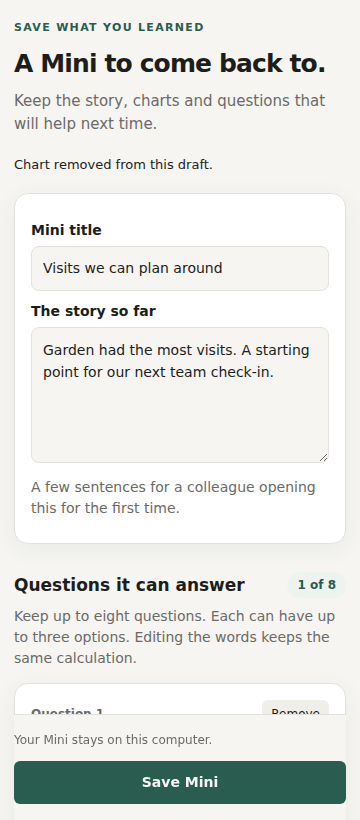 SAVE WHAT YOU LEARNED
A Mini to come back to.
Keep the story, charts and questions that
will help next time.
Chart removed from this draft.
Mini title
Visits we can plan around
The story so far
Garden had the most visits. A starting
point for our next team check-in.
A few sentences for a colleague opening
this for the first time.
Questions it can answer
1 of 8
Keep up to eight questions. Each can have up
to three options. Editing the words keeps the
same calculation.
Question 1
Remove
Your Mini stays on this computer.
Save Mini